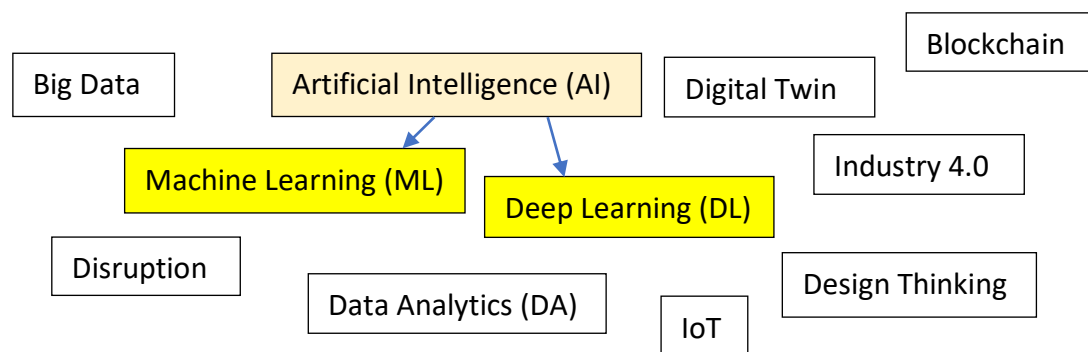 Blockchain
Big Data
Artificial Intelligence (AI)
Digital Twin
Machine Learning (ML)
Industry 4.0
Deep Learning (DL)
Disruption
Design Thinking
Data Analytics (DA)
IoT